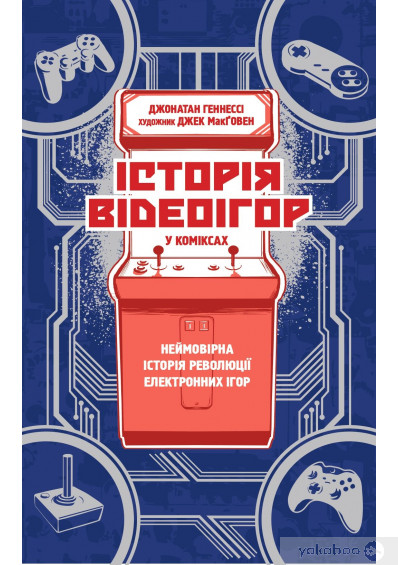 ДЖОНАТАН ГЕННЕССІ
ХУДОЖНИК ДЖЕК МакҐОВЕН
ІСТОРІЯ
ВІДЕОІГОР
У КОМІКСАХ
НЕЙМОВІРНА
ІСТОРІЯ РЕВОЛЮЦІЇ
ЕЛЕКТРОННИХ ІГОР
yakaboo